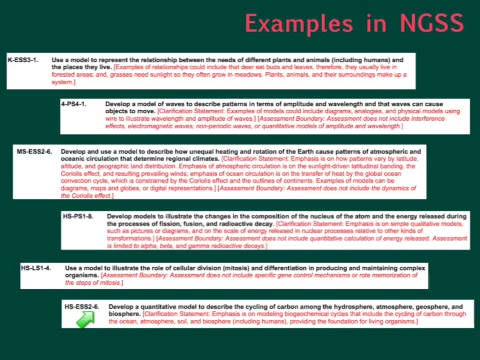 Examples in NGSS
K-ESS3-1. Use a model to represent the relationship between the needs of different plants and animals (including humans) and
the places they live. [Examples of relationships could include that deer eat buds and leaves, therefore, they usually live in
forested areas; and, grasses need sunlight so they often grow in meadows. Plants, animals, and their surroundings make up a
system.]
4-PS4-1. Develop a model of waves to describe patterns in terms of amplitude and wavelength and that waves can cause
objects to move. [Clarification Statement: Examples of models could include diagrams, analogies, and physical models using
wire to illustrate wavelength and amplitude of waves.] [Assessment Boundary: Assessment does not include interference
effects, electromagnetic waves, non-periodic waves, or quantitative models of amplitude and wavelength.]
MS-ESS2-6. Develop and use a model to describe how unequal heating and rotation of the Earth cause patterns of atmospheric and
oceanic circulation that determine regional climates. [Clarification Statement: Emphasis is on how patterns vary by latitude,
altitude, and geographic land distribution. Emphasis of atmospheric circulation is on the sunlight-driven latitudinal banding, the
Coriolis effect, and resulting prevailing winds; emphasis of ocean circulation is on the transfer of heat by the global ocean
convection cycle, which is constrained by the Coriolis effect and the outlines of continents. Examples of models can be
diagrams, maps and globes, or digital representations.] [Assessment Boundary: Assessment does not include the dynamics of
the Coriolis effect.]
HS-PS1-8. Develop models to illustrate the changes in the composition of the nucleus of the atom and the energy released during
the processes of fission, fusion, and radioactive decay. [Clarification Statement: Emphasis is on simple qualitative models,
such as pictures or diagrams, and on the scale of energy released in nuclear processes relative to other kinds of
transformations.] [Assessment Boundary: Assessment does not include quantitative calculation of energy released. Assessment
is limited to alpha, beta, and gamma radioactive decays.]
HS-LS1-4. Use a model to illustrate the role of cellular division (mitosis) and differentiation in producing and maintaining complex
organisms. [Assessment Boundary: Assessment does not include specific gene control mechanisms or rote memorization of
the steps of mitosis.]
HS-ESS2-6. Develop a quantitative model to describe the cycling of carbon among the hydrosphere, atmosphere, geosphere, and
biosphere. [Clarification Statement: Emphasis is on modeling biogeochemical cycles that include the cycling of carbon through
the ocean, atmosphere, soil, and biosphere (including humans), providing the foundation for living organisms.]